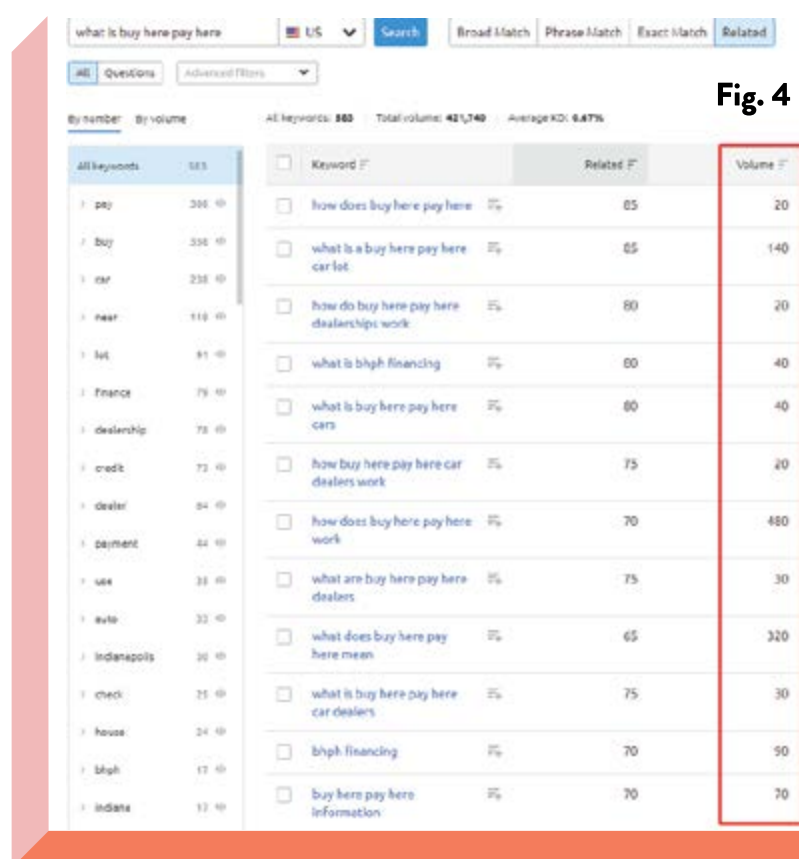 what is buy here pay here US Search Broad Match Phrase Match Exact Match Related
All Questions Advanced filters
Fig. 4
By number By volume All keywords: 583 Total volume: 421,740 Average KD: 6.67%
All keywords 583 Keyword Related Volume
pay how does buy here pay here 85 20
buy what is a buy here pay here 85 140
car lot
car 238
near how do buy here pay here 80 20
dealerships work
lot
finance what is bhph financing 80 40
dealership what is buy here pay here 80 40
cars
credit 73
dealer how buy here pay here car 75 20
dealers work
payment how does buy here pay here 70 480
work
use what are buy here pay here 75 30
dealers
auto
indianapolis what does buy here pay 65 320
here mean
check 25 what is buy here pay here 75 30
car dealers
house 24
bhph 17 bhph financing 70 90
indiana buy here pay here 70 70
information